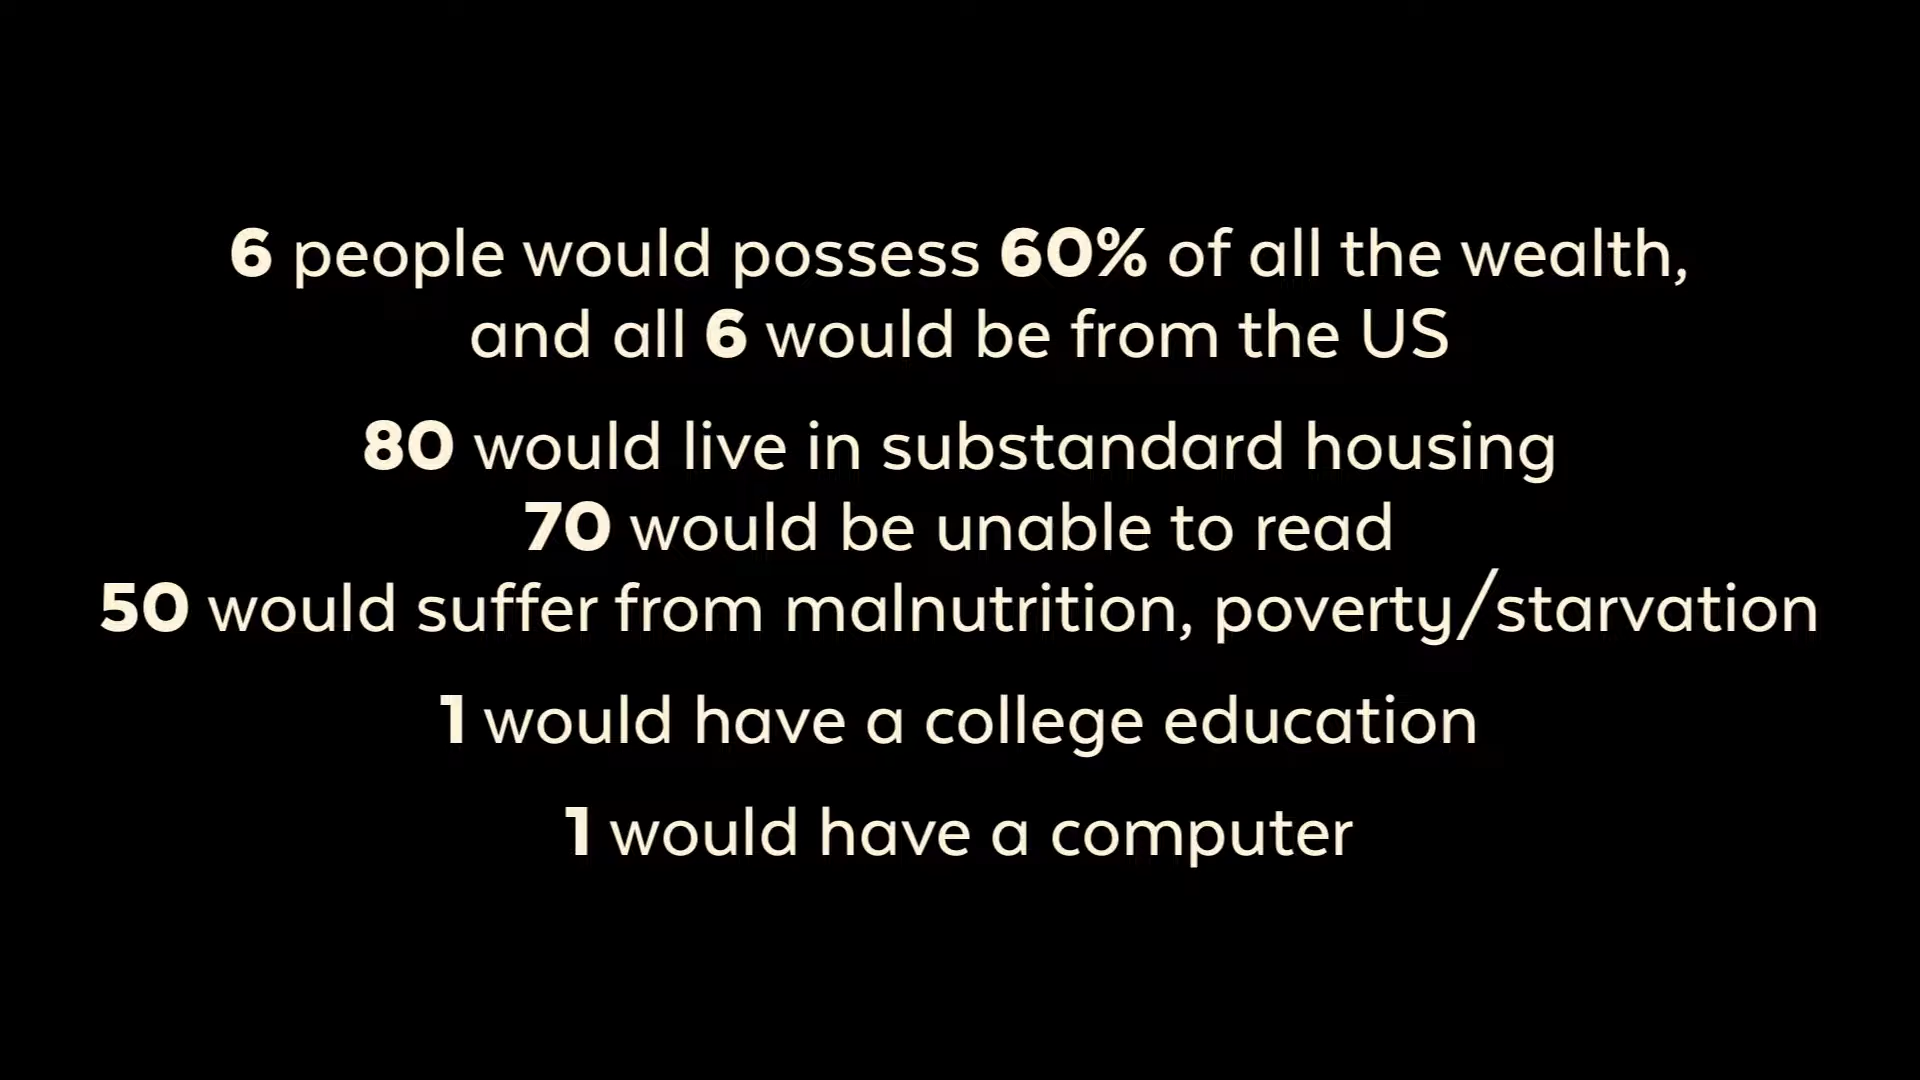 6 people would possess 60% of all the wealth,
and all 6 would be from the US
80 would live in substandard housing
70 would be unable to read
50 would suffer from malnutrition, poverty/starvation
1 would have a college education
1 would have a computer